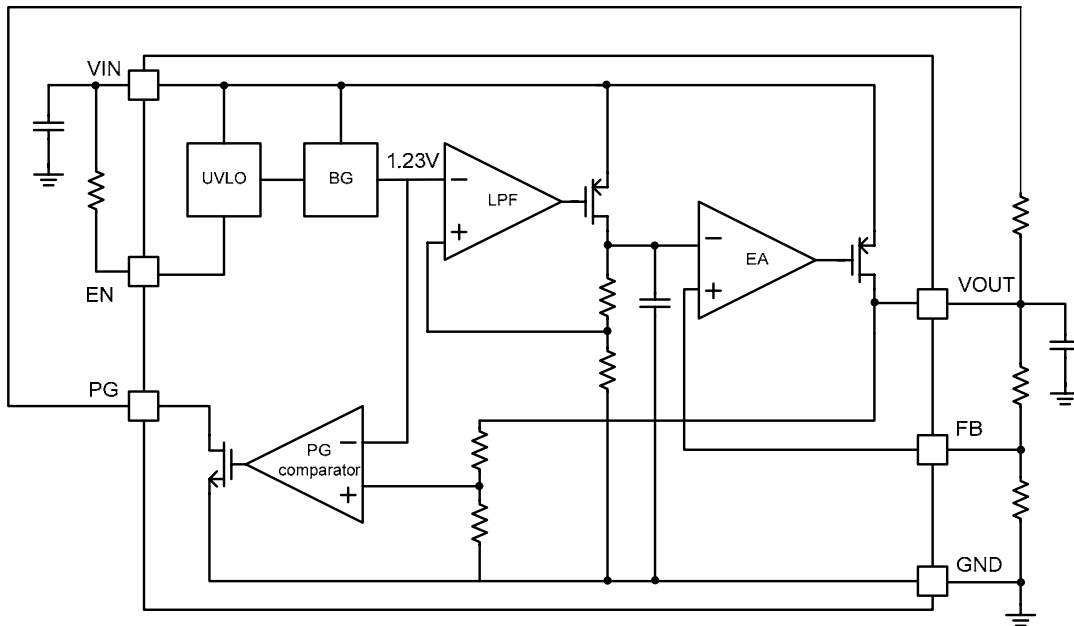 VIN
UVLO
BG
1.23V
−
+
LPF
−
+
EA
EN
VOUT
PG
PG
comparator
−
+
FB
GND